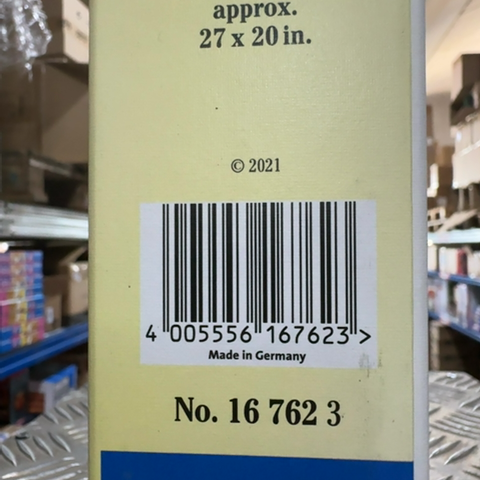 approx.
27 x 20 in.
© 2021
4 005556 167623 >
Made in Germany
No. 16 762 3